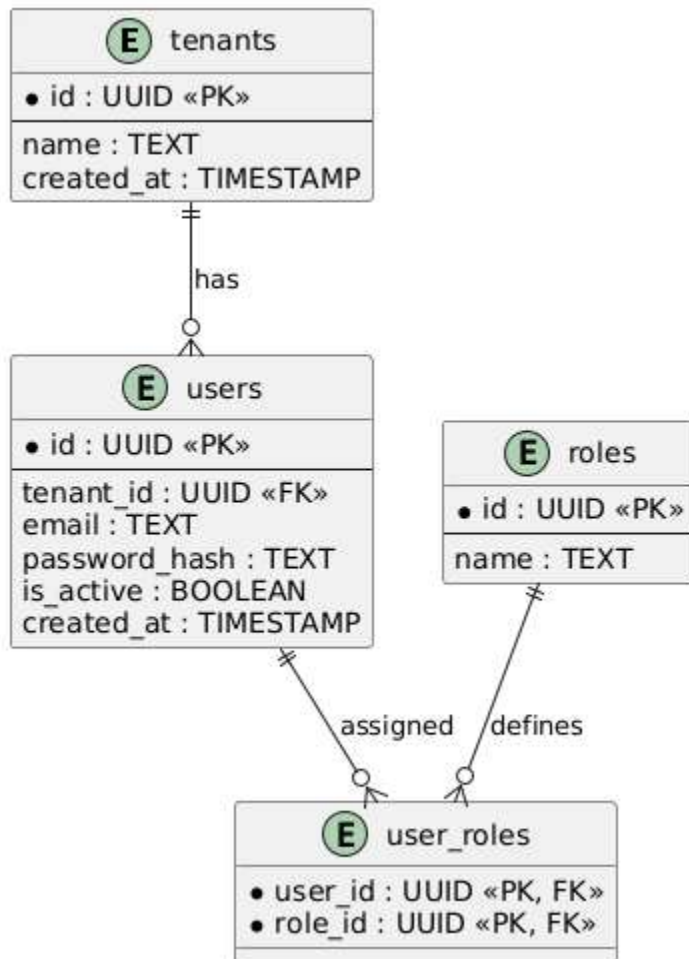 E tenants
• id : UUID «PK»
name : TEXT
created_at : TIMESTAMP
has
E users
• id : UUID «PK»
tenant_id : UUID «FK»
email : TEXT
password_hash : TEXT
is_active : BOOLEAN
created_at : TIMESTAMP
E roles
• id : UUID «PK»
name : TEXT
assigned
defines
E user_roles
• user_id : UUID «PK, FK»
• role_id : UUID «PK, FK»